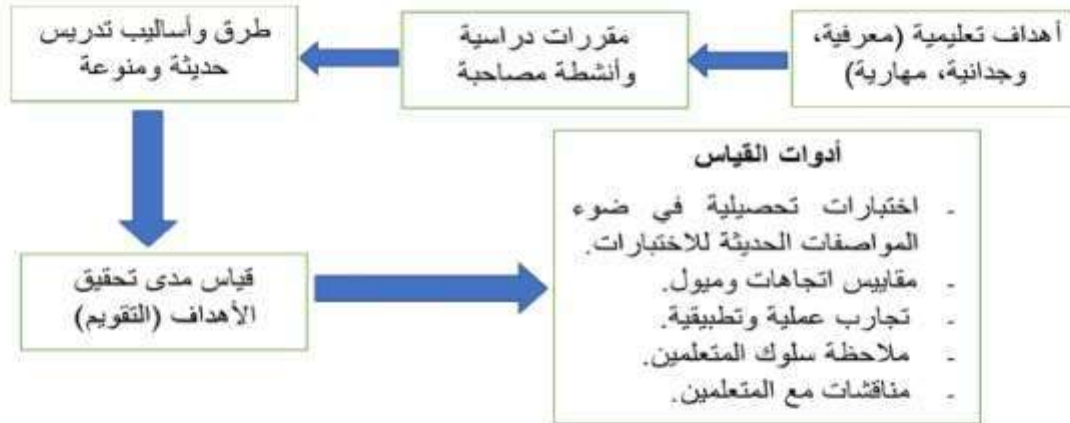 أهداف تعليمية (معرفية،
وجدانية، مهارية)
مقررات دراسية
وأنشطة مصاحبة
طرق وأساليب تدريس
حديثة ومنوعة
قياس مدى تحقيق
الأهداف (التقويم)
أدوات القياس
- اختبارات تحصيلية في ضوء
المواصفات الحديثة للاختبارات.
- مقاييس اتجاهات وميول.
- تجارب عملية وتطبيقية.
- ملاحظة سلوك المتعلمين.
- مناقشات مع المتعلمين.